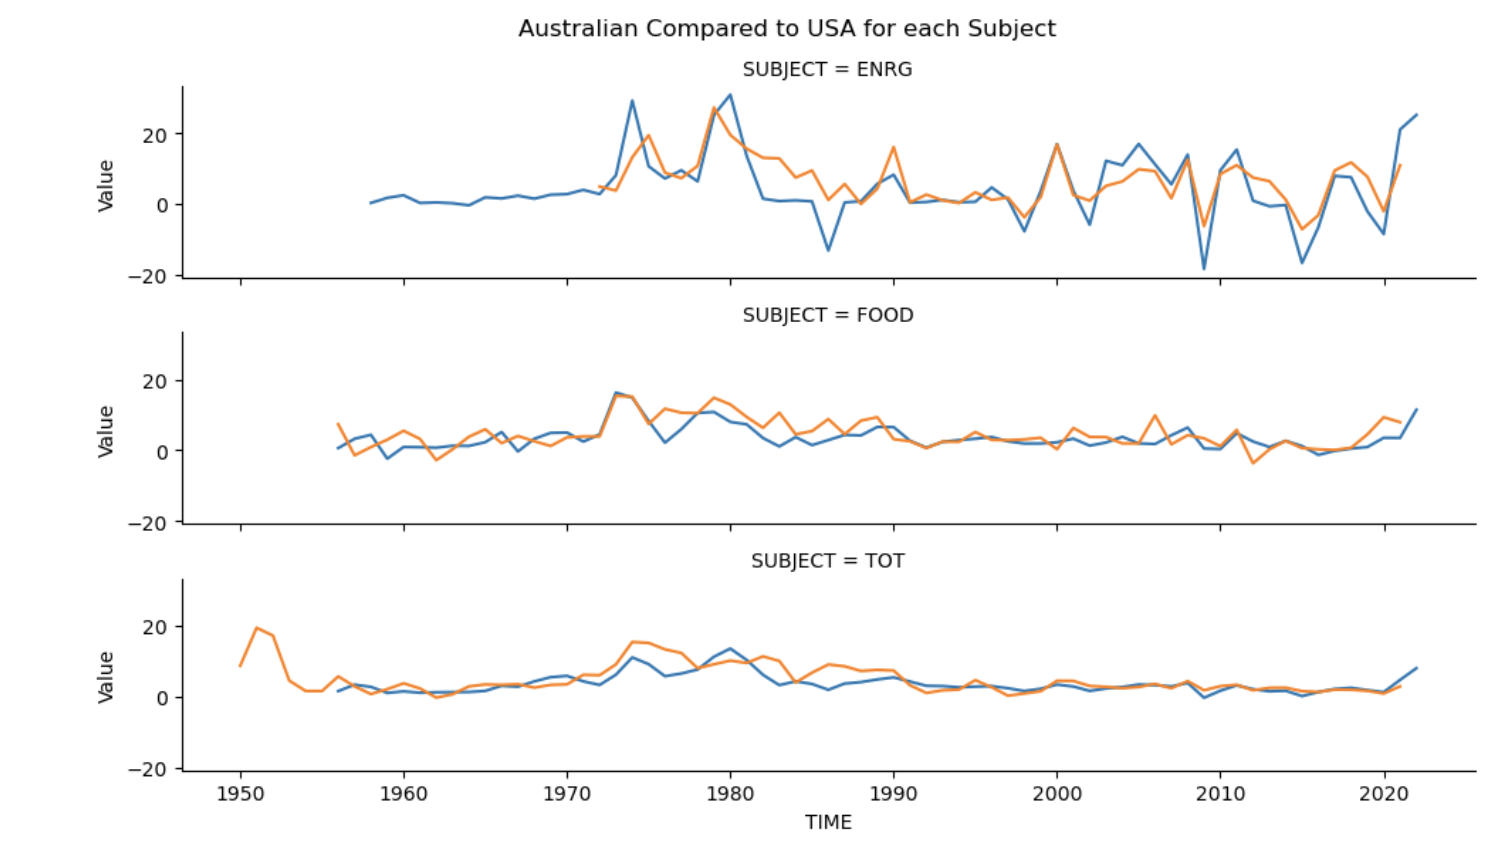 Australian Compared to USA for each Subject
SUBJECT = ENRG
Value
20
0
−20
SUBJECT = FOOD
Value
20
0
−20
SUBJECT = TOT
Value
20
0
−20
1950 1960 1970 1980 1990 2000 2010 2020
TIME